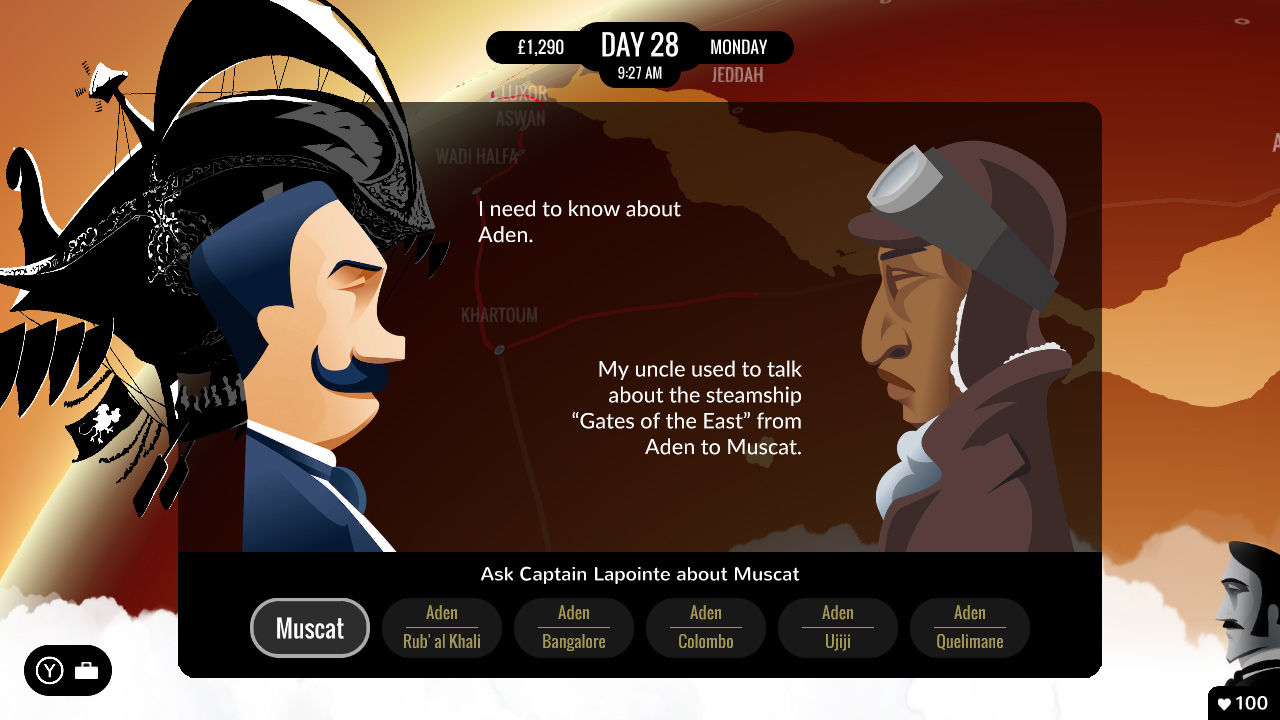 £1,290
DAY 28
MONDAY
9:27 AM
JEDDAH
LUXOR
ASWAN
WADI HALFA
I need to know about
Aden.
KHARTOUM
My uncle used to talk
about the steamship
“Gates of the East” from
Aden to Muscat.
Ask Captain Lapointe about Muscat
Muscat
Aden
Rub' al Khali
Aden
Bangalore
Aden
Colombo
Aden
Ujiji
Aden
Quelimane
Y
100